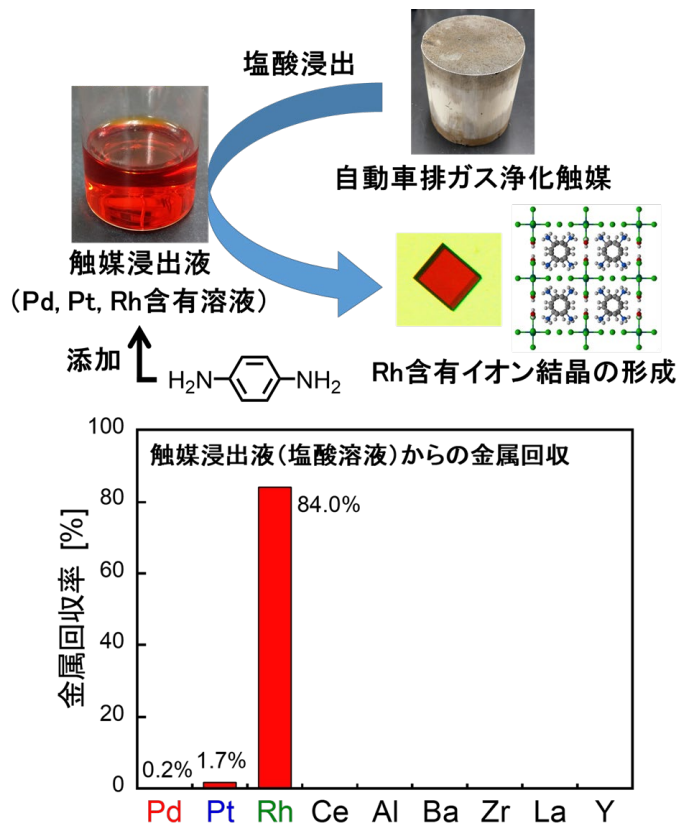 塩酸浸出
自動車排ガス浄化触媒
触媒浸出液
（Pd, Pt, Rh含有溶液）
添加
H₂N
NH₂
Rh含有イオン結晶の形成
触媒浸出液（塩酸溶液）からの金属回収
金属回収率 [%]
100
80
60
40
20
0
0.2%
1.7%
84.0%
Pd Pt Rh Ce Al Ba Zr La Y